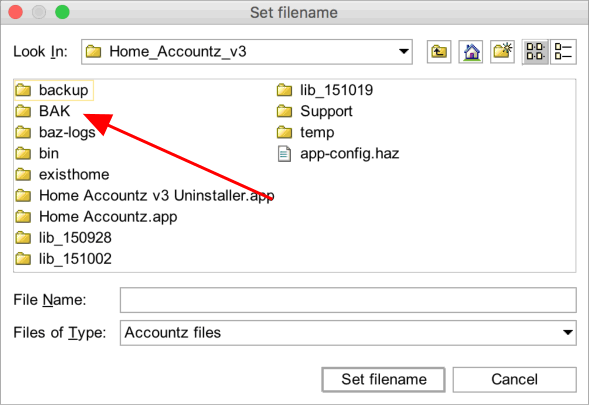 Set filename
Look In: Home_Accountz_v3
backup
BAK
baz-logs
bin
existhome
Home Accountz v3 Uninstaller.app
Home Accountz.app
lib_150928
lib_151002
lib_151019
Support
temp
app-config.haz
File Name:
Files of Type: Accountz files
Set filename Cancel